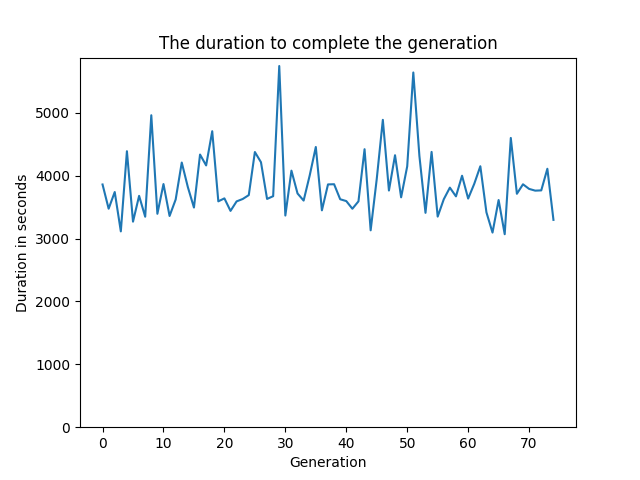 The duration to complete the generation
Duration in seconds
5000
4000
3000
2000
1000
0
0 10 20 30 40 50 60 70
Generation